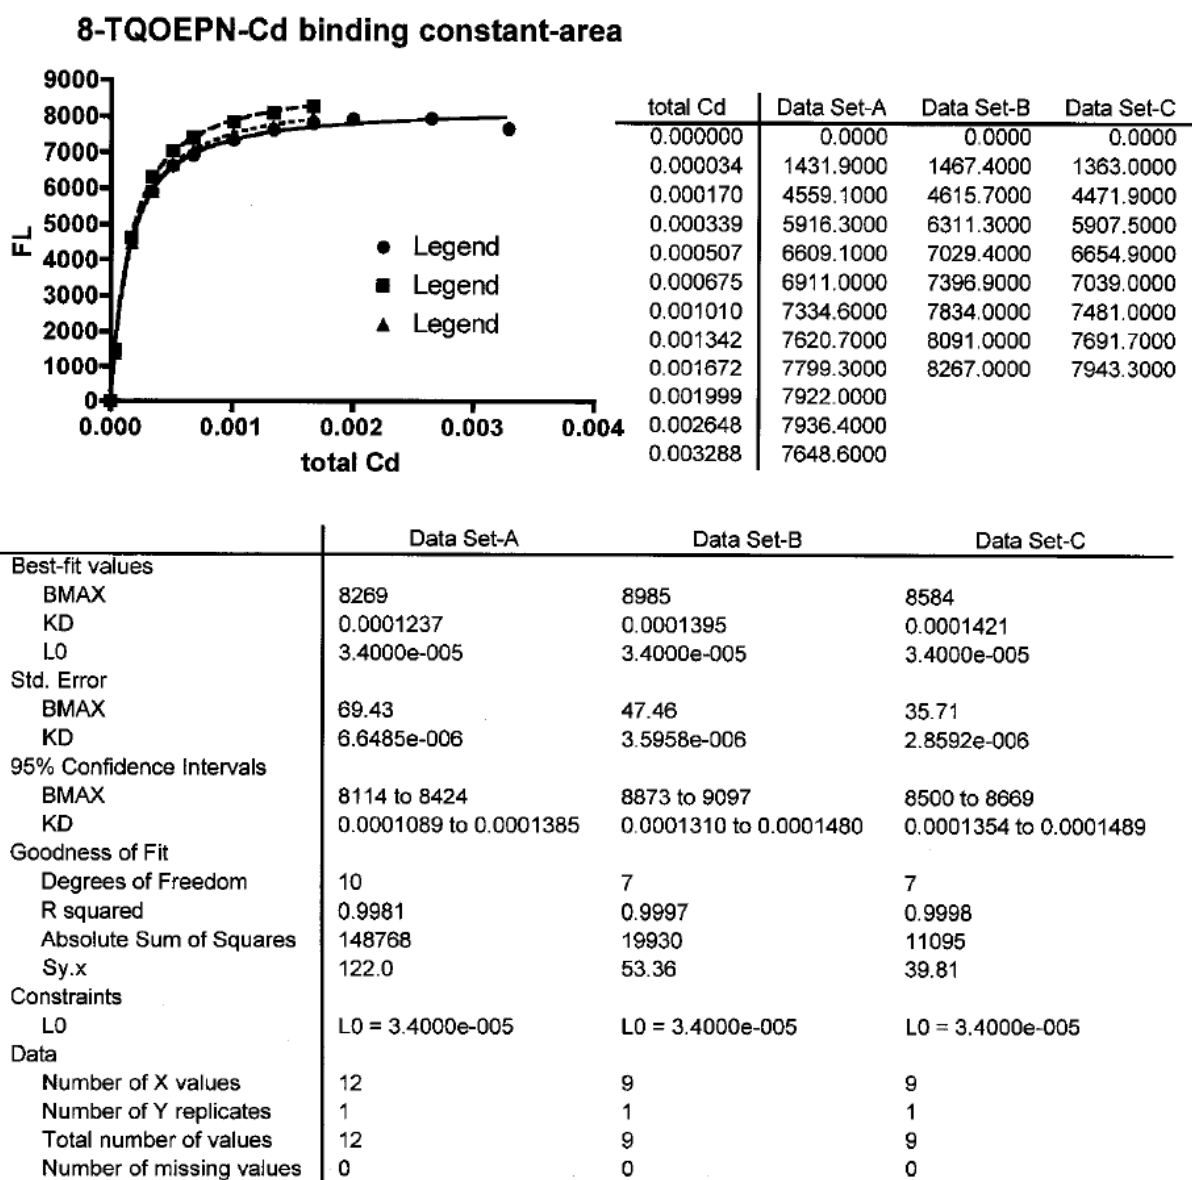 8-TQOEPN-Cd binding constant-area
9000
8000
7000
6000
5000
4000
3000
2000
1000
0
FL
Legend
Legend
Legend
0.000 0.001 0.002 0.003 0.004
total Cd
total Cd Data Set-A Data Set-B Data Set-C
0.000000 0.0000 0.0000 0.0000
0.000034 1431.9000 1467.4000 1363.0000
0.000170 4559.1000 4615.7000 4471.9000
0.000339 5916.3000 6311.3000 5907.5000
0.000507 6609.1000 7029.4000 6654.9000
0.000675 6911.0000 7396.9000 7039.0000
0.001010 7334.6000 7834.0000 7481.0000
0.001342 7620.7000 8091.0000 7691.7000
0.001672 7799.3000 8267.0000 7943.3000
0.001999 7922.0000
0.002648 7936.4000
0.003288 7648.6000
Data Set-A Data Set-B Data Set-C
Best-fit values
BMAX 8269 8985 8584
KD 0.0001237 0.0001395 0.0001421
L0 3.4000e-005 3.4000e-005 3.4000e-005
Std. Error
BMAX 69.43 47.46 35.71
KD 6.6485e-006 3.5958e-006 2.8592e-006
95% Confidence Intervals
BMAX 8114 to 8424 8873 to 9097 8500 to 8669
KD 0.0001089 to 0.0001385 0.0001310 to 0.0001480 0.0001354 to 0.0001489
Goodness of Fit
Degrees of Freedom 10 7 7
R squared 0.9981 0.9997 0.9998
Absolute Sum of Squares 148768 19930 11095
Sy.x 122.0 53.36 39.81
Constraints
L0 L0 = 3.4000e-005 L0 = 3.4000e-005 L0 = 3.4000e-005
Data
Number of X values 12 9 9
Number of Y replicates 1 1 1
Total number of values 12 9 9
Number of missing values 0 0 0